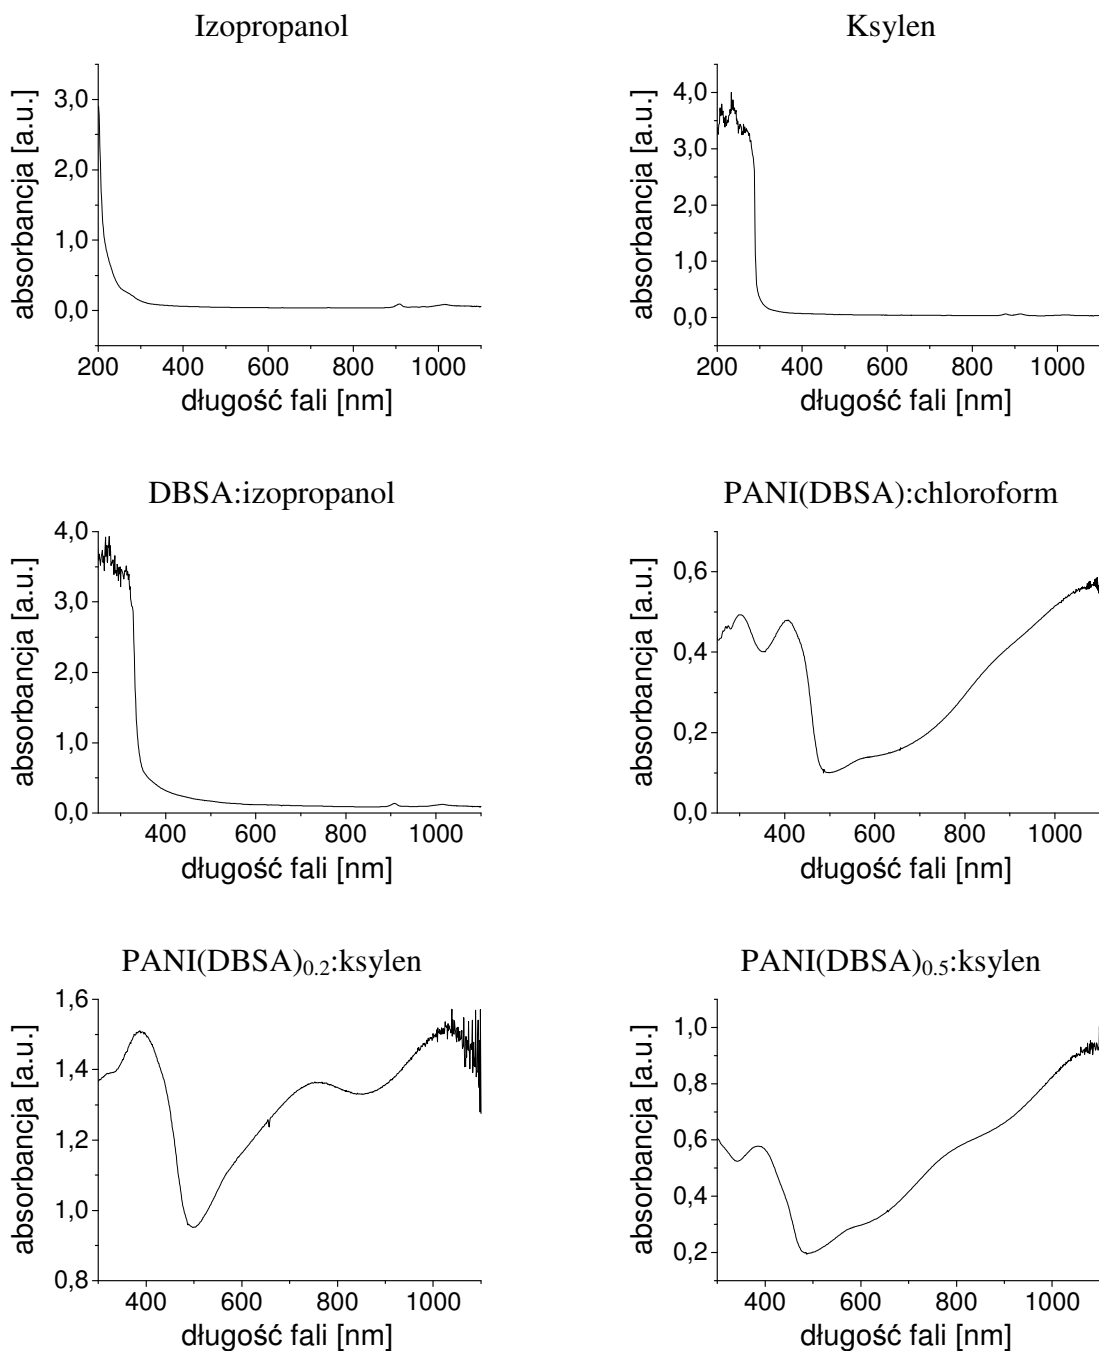 Izopropanol
absorbancja [a.u.]
3,0
2,0
1,0
0,0
200 400 600 800 1000
długość fali [nm]
Ksylen
absorbancja [a.u.]
4,0
3,0
2,0
1,0
0,0
200 400 600 800 1000
długość fali [nm]
DBSA:izopropanol
absorbancja [a.u.]
4,0
3,0
2,0
1,0
0,0
400 600 800 1000
długość fali [nm]
PANI(DBSA):chloroform
absorbancja [a.u.]
0,6
0,4
0,2
0,0
400 600 800 1000
długość fali [nm]
PANI(DBSA)0.2:ksylen
absorbancja [a.u.]
1,6
1,4
1,2
1,0
0,8
400 600 800 1000
długość fali [nm]
PANI(DBSA)0.5:ksylen
absorbancja [a.u.]
1,0
0,8
0,6
0,4
0,2
400 600 800 1000
długość fali [nm]